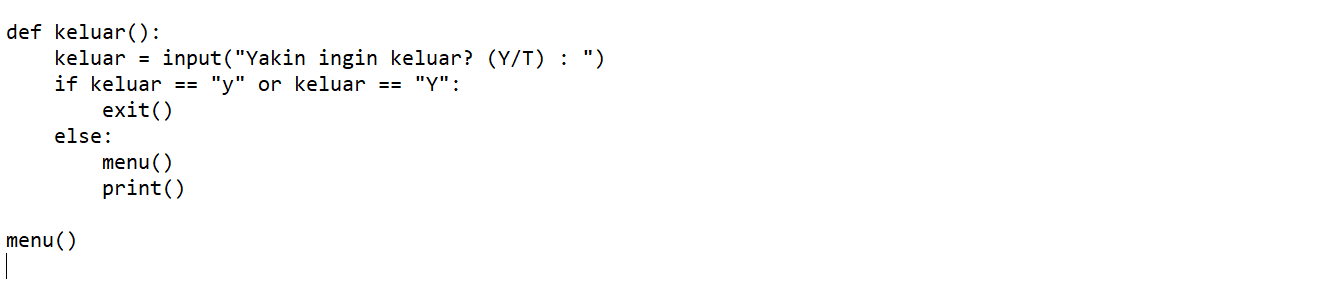 def keluar():
    keluar = input("Yakin ingin keluar? (Y/T) : ")
    if keluar == "y" or keluar == "Y":
        exit()
    else:
        menu()
        print()

menu()